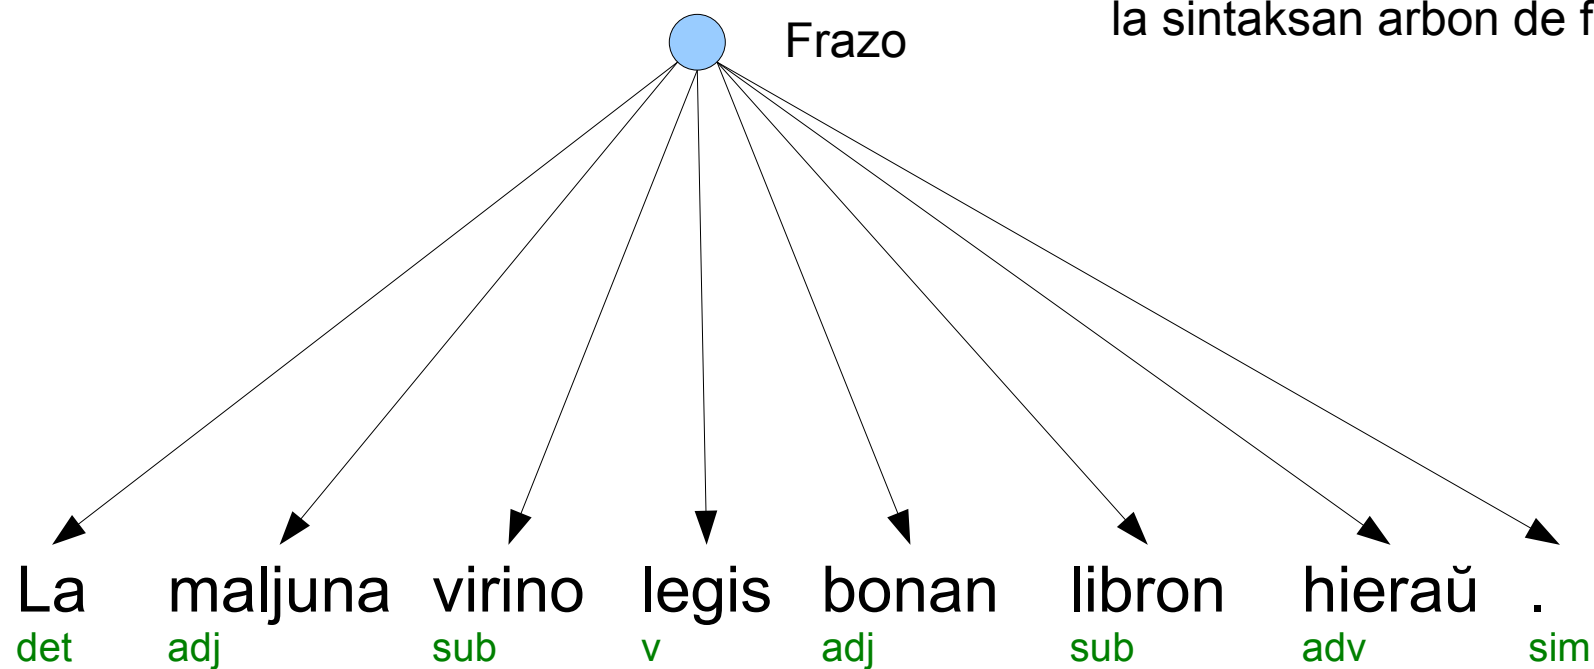 la sintaksan arbon de f
Frazo
La maljuna virino legis bonan libron hieraŭ .
det adj sub v adj sub adv sim